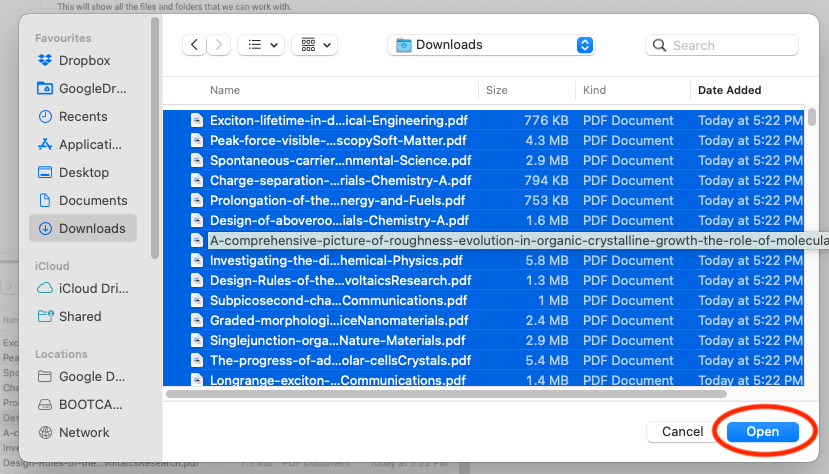 This will show all the files and folders that we can work with.
Favourites
Dropbox
GoogleDr...
Recents
Applicati...
Desktop
Documents
Downloads
iCloud
iCloud Dri...
Shared
Locations
Google D...
BOOTCA...
Network
Downloads
Search
Name Size Kind Date Added
Exciton-lifetime-in-d...ical-Engineering.pdf 776 KB PDF Document Today at 5:22 PM
Peak-force-visible-...scopySoft-Matter.pdf 4.3 MB PDF Document Today at 5:22 PM
Spontaneous-carrier...nmental-Science.pdf 2.9 MB PDF Document Today at 5:22 PM
Charge-separation-...rials-Chemistry-A.pdf 794 KB PDF Document Today at 5:22 PM
Prolongation-of-the...nergy-and-Fuels.pdf 753 KB PDF Document Today at 5:22 PM
Design-of-aboveroo...ials-Chemistry-A.pdf 1.6 MB PDF Document Today at 5:22 PM
A-comprehensive-picture-of-roughness-evolution-in-organic-crystalline-growth-the-role-of-molecula
Investigating-the-di...hemical-Physics.pdf 5.8 MB PDF Document Today at 5:22 PM
Design-Rules-of-the...voltaicsResearch.pdf 1.3 MB PDF Document Today at 5:22 PM
Subpicosecond-cha...Communications.pdf 1 MB PDF Document Today at 5:22 PM
Graded-morphologi...iceNanomaterials.pdf 2.4 MB PDF Document Today at 5:22 PM
Singlejunction-orga...Nature-Materials.pdf 2.9 MB PDF Document Today at 5:22 PM
The-progress-of-ad...olar-cellsCrystals.pdf 5.4 MB PDF Document Today at 5:22 PM
Longrange-exciton-...Communications.pdf 1.4 MB PDF Document Today at 5:22 PM
Cancel Open
Exc
Pea
Spo
Cha
Pro
Des
A-c
Inve
Design-Rules-of-the...voltaicsResearch.pdf 1.3 MB PDF Document Today at 5:22 PM